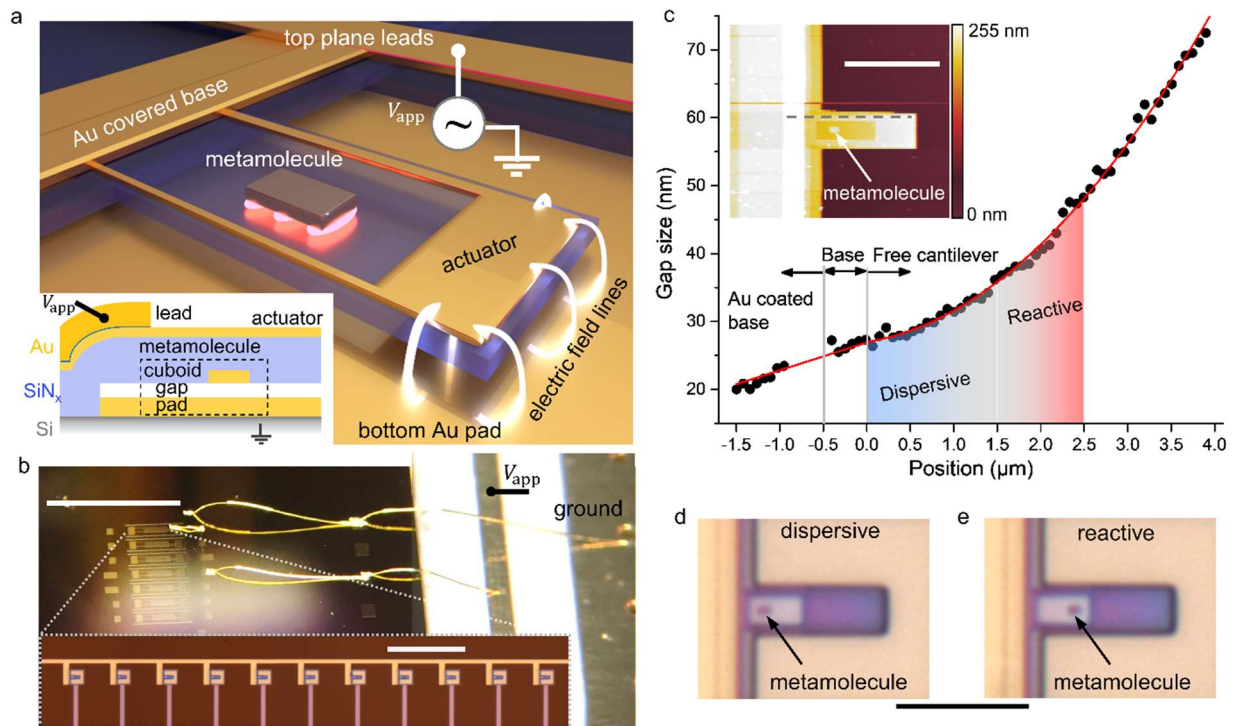 a
top plane leads
Au covered base
V_app
~
metamolecule
actuator
electric field lines
bottom Au pad
V_app
lead
actuator
Au
metamolecule
cuboid
SiNₓ
gap
pad
Si
b
V_app
ground
c
Gap size (nm)
70
60
50
40
30
20
255 nm
metamolecule
0 nm
Base
Free cantilever
Au coated
base
Reactive
Dispersive
-1.5 -1.0 -0.5 0.0 0.5 1.0 1.5 2.0 2.5 3.0 3.5 4.0
Position (µm)
d
dispersive
metamolecule
e
reactive
metamolecule